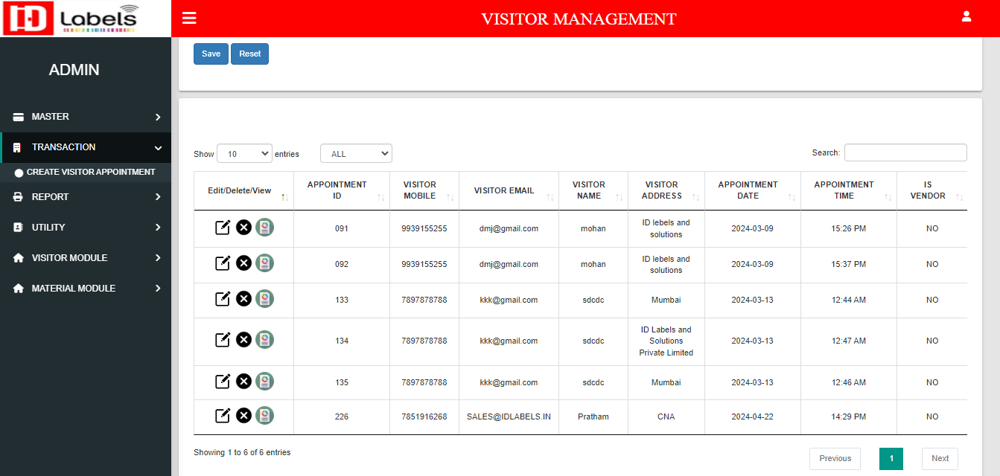 iD Labels
VISITOR MANAGEMENT
ADMIN
MASTER
TRANSACTION
CREATE VISITOR APPOINTMENT
REPORT
UTILITY
VISITOR MODULE
MATERIAL MODULE
Save Reset
Show 10 entries ALL Search:
Edit/Delete/View APPOINTMENT ID VISITOR MOBILE VISITOR EMAIL VISITOR NAME VISITOR ADDRESS APPOINTMENT DATE APPOINTMENT TIME IS VENDOR
091 9939155255 dmj@gmail.com mohan ID lebels and solutions 2024-03-09 15:26 PM NO
092 9939155255 dmj@gmail.com mohan ID lebels and solutions 2024-03-09 15:37 PM NO
133 7897878788 kkk@gmail.com sdcdc Mumbai 2024-03-13 12:44 AM NO
134 7897878788 kkk@gmail.com sdcdc ID Labels and Solutions Private Limited 2024-03-13 12:47 AM NO
135 7897878788 kkk@gmail.com sdcdc Mumbai 2024-03-13 12:46 AM NO
226 7851916268 SALES@IDLABELS.IN Pratham CNA 2024-04-22 14:29 PM NO
Showing 1 to 6 of 6 entries
Previous 1 Next